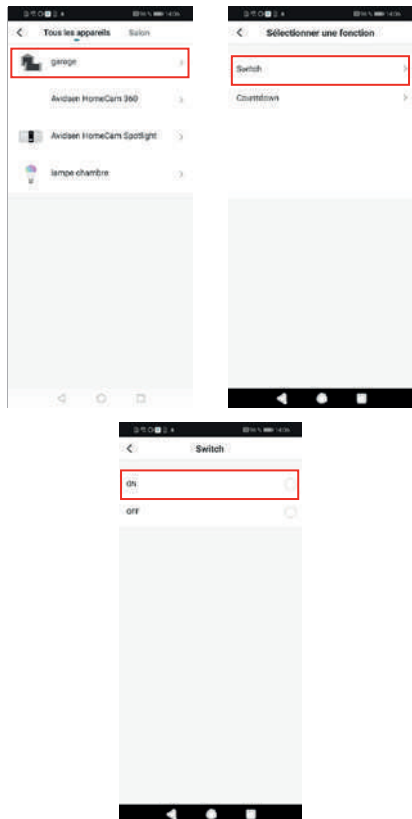 Tous les appareils Salon
garage
Avidsen HomeCam 360
Avidsen HomeCam Spotlight
lampe chambre
Sélectionner une fonction
Switch
Countdown
Switch
ON
OFF